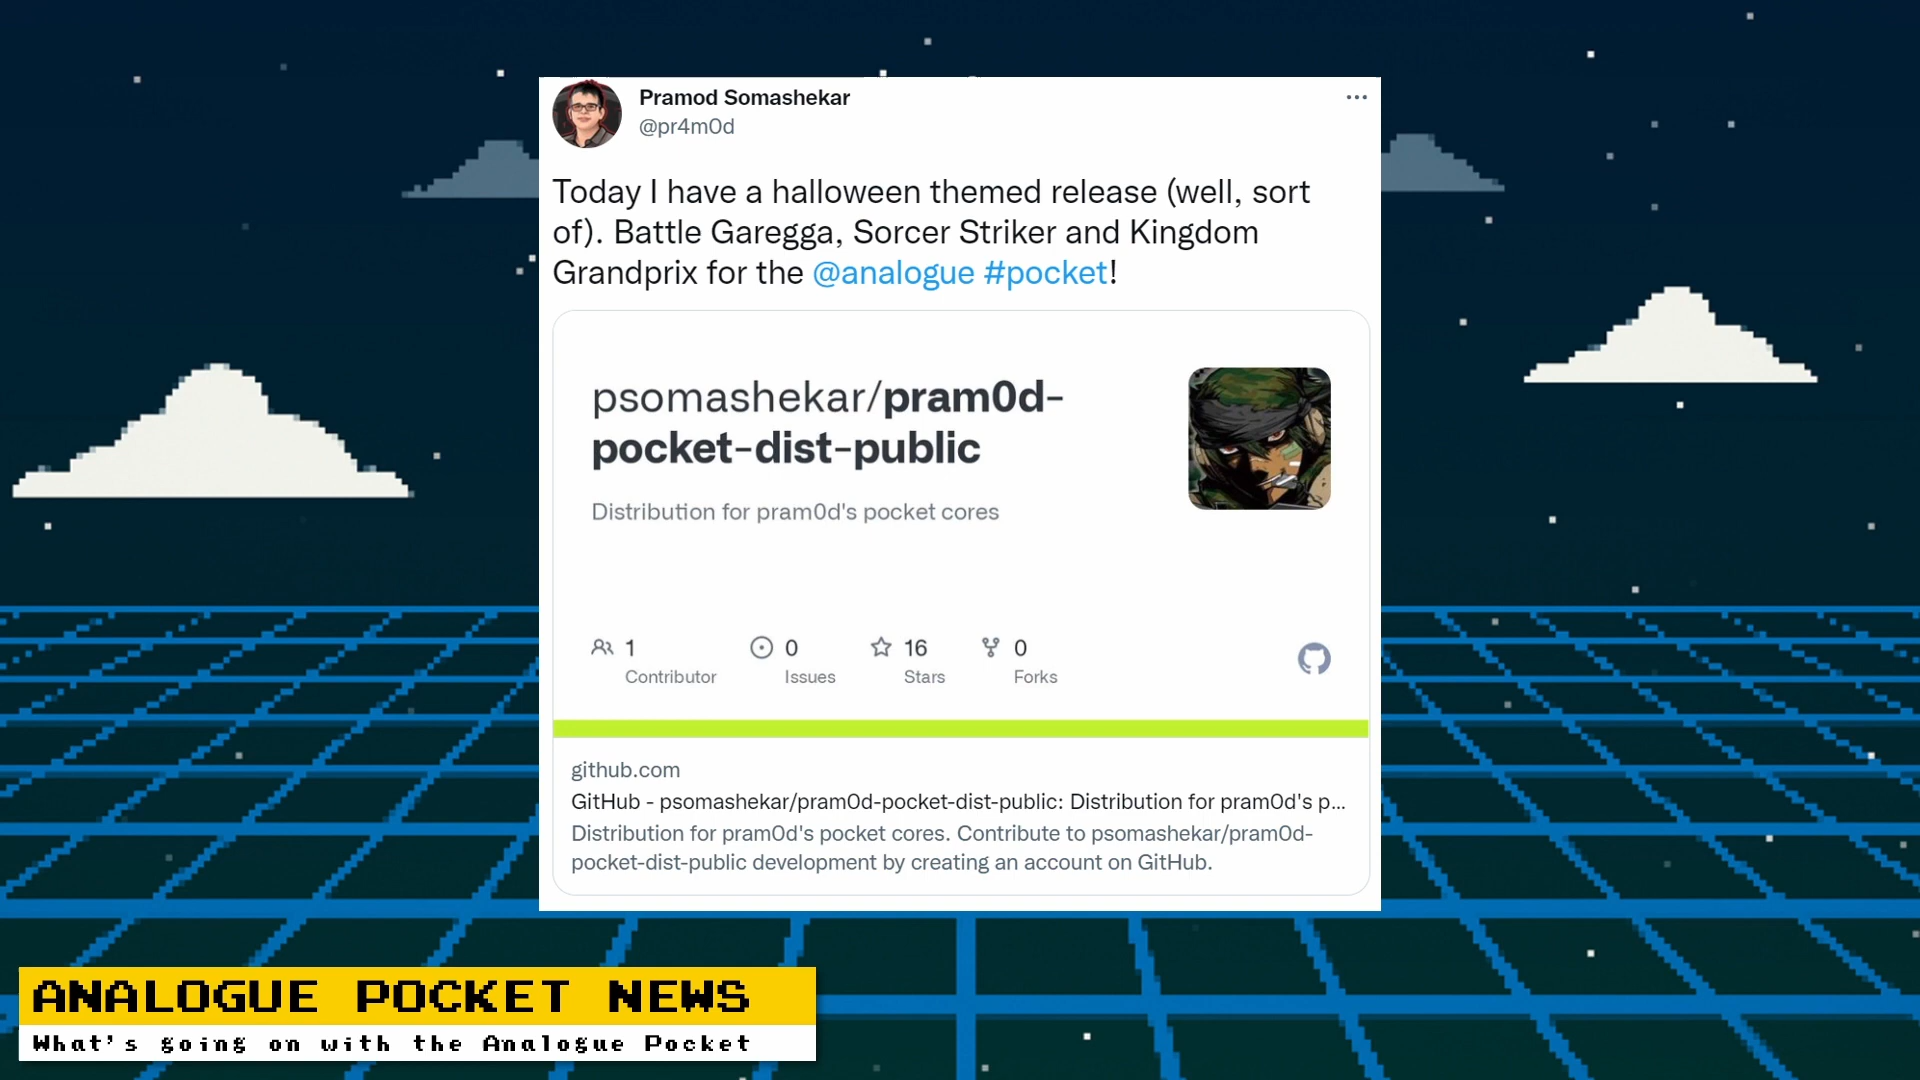 Pramod Somashekar
@pr4m0d
Today I have a halloween themed release (well, sort
of). Battle Garegga, Sorcer Striker and Kingdom
Grandprix for the @analogue #pocket!
psomashekar/pram0d-
pocket-dist-public
Distribution for pram0d's pocket cores
1
Contributor
0
Issues
16
Stars
0
Forks
github.com
GitHub - psomashekar/pram0d-pocket-dist-public: Distribution for pram0d's p...
Distribution for pram0d's pocket cores. Contribute to psomashekar/pram0d-
pocket-dist-public development by creating an account on GitHub.
ANALOGUE POCKET NEWS
What's going on with the Analogue Pocket